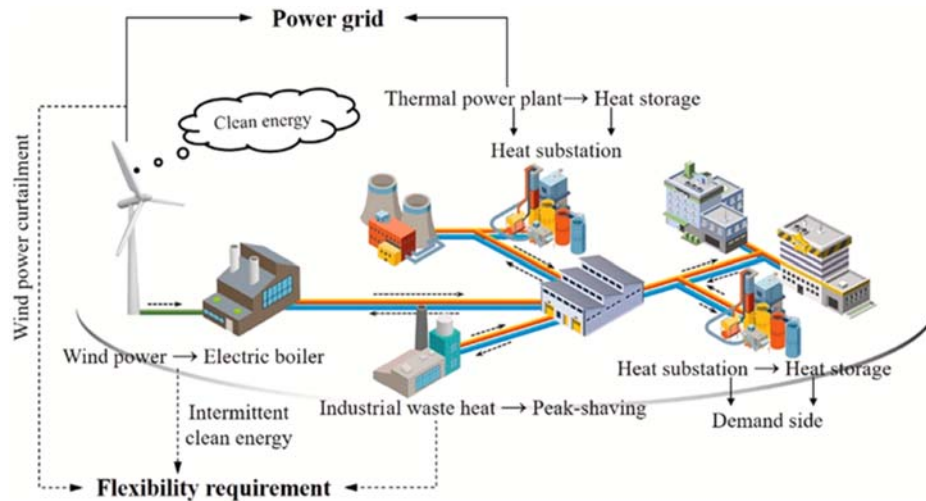 Power grid
Clean energy
Thermal power plant → Heat storage
Heat substation
Wind power curtailment
Wind power → Electric boiler
Heat substation → Heat storage
Industrial waste heat → Peak-shaving
Intermittent
clean energy
Demand side
Flexibility requirement